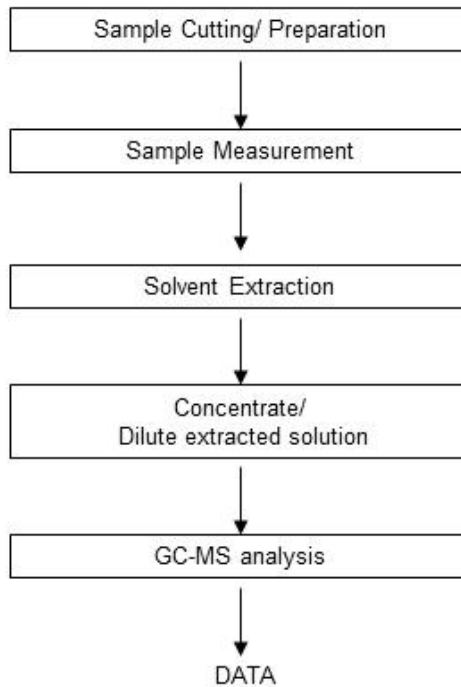 Sample Cutting/ Preparation
Sample Measurement
Solvent Extraction
Concentrate/
Dilute extracted solution
GC-MS analysis
DATA